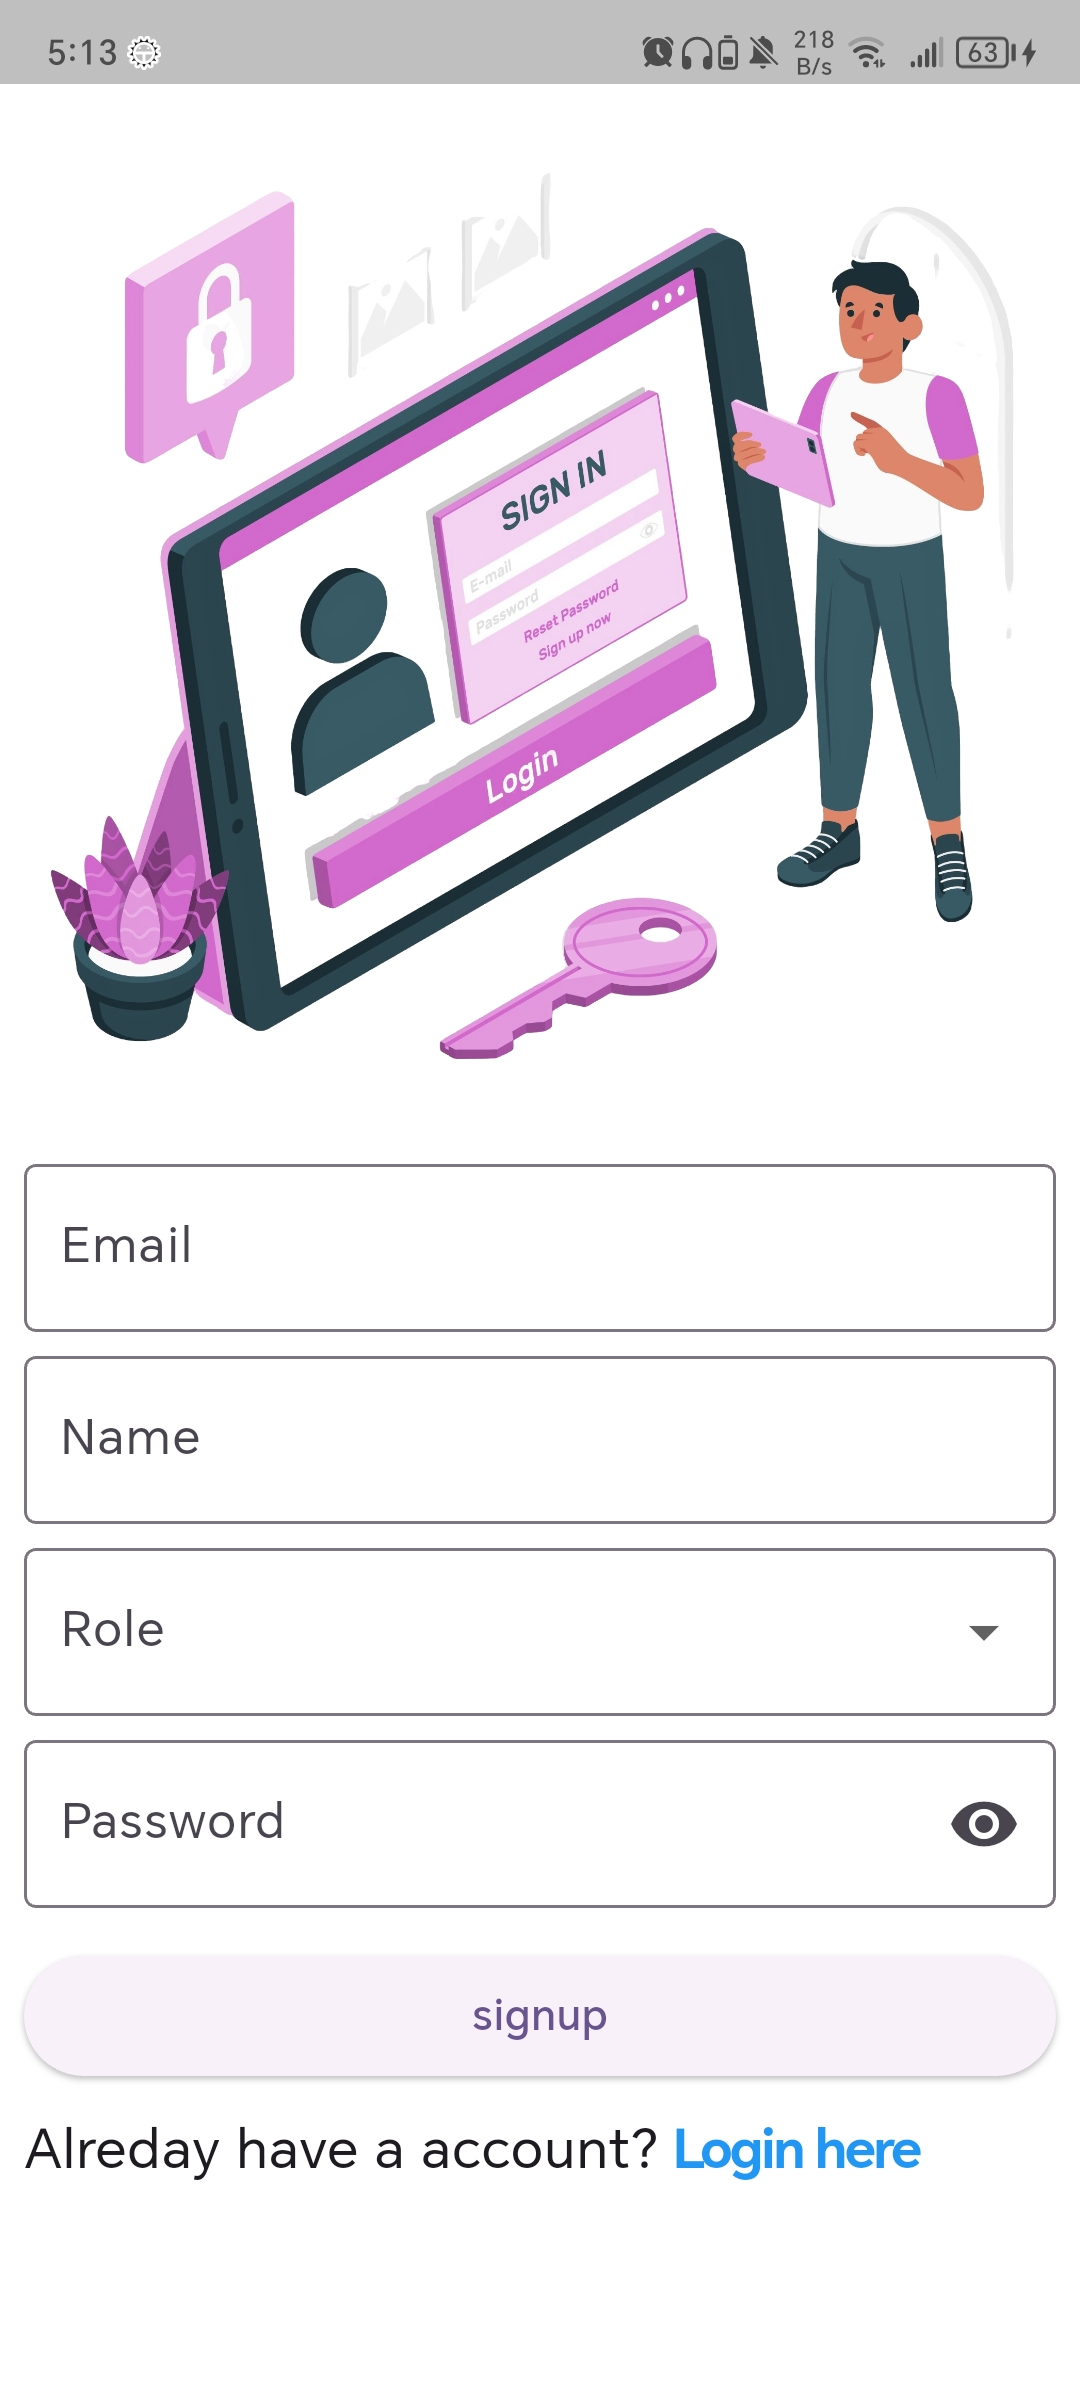 5:13
218
B/s
63
SIGN IN
E-mail
Password
Reset Password
Sign up now
Login
Email
Name
Role
Password
signup
Alreday have a account? Login here